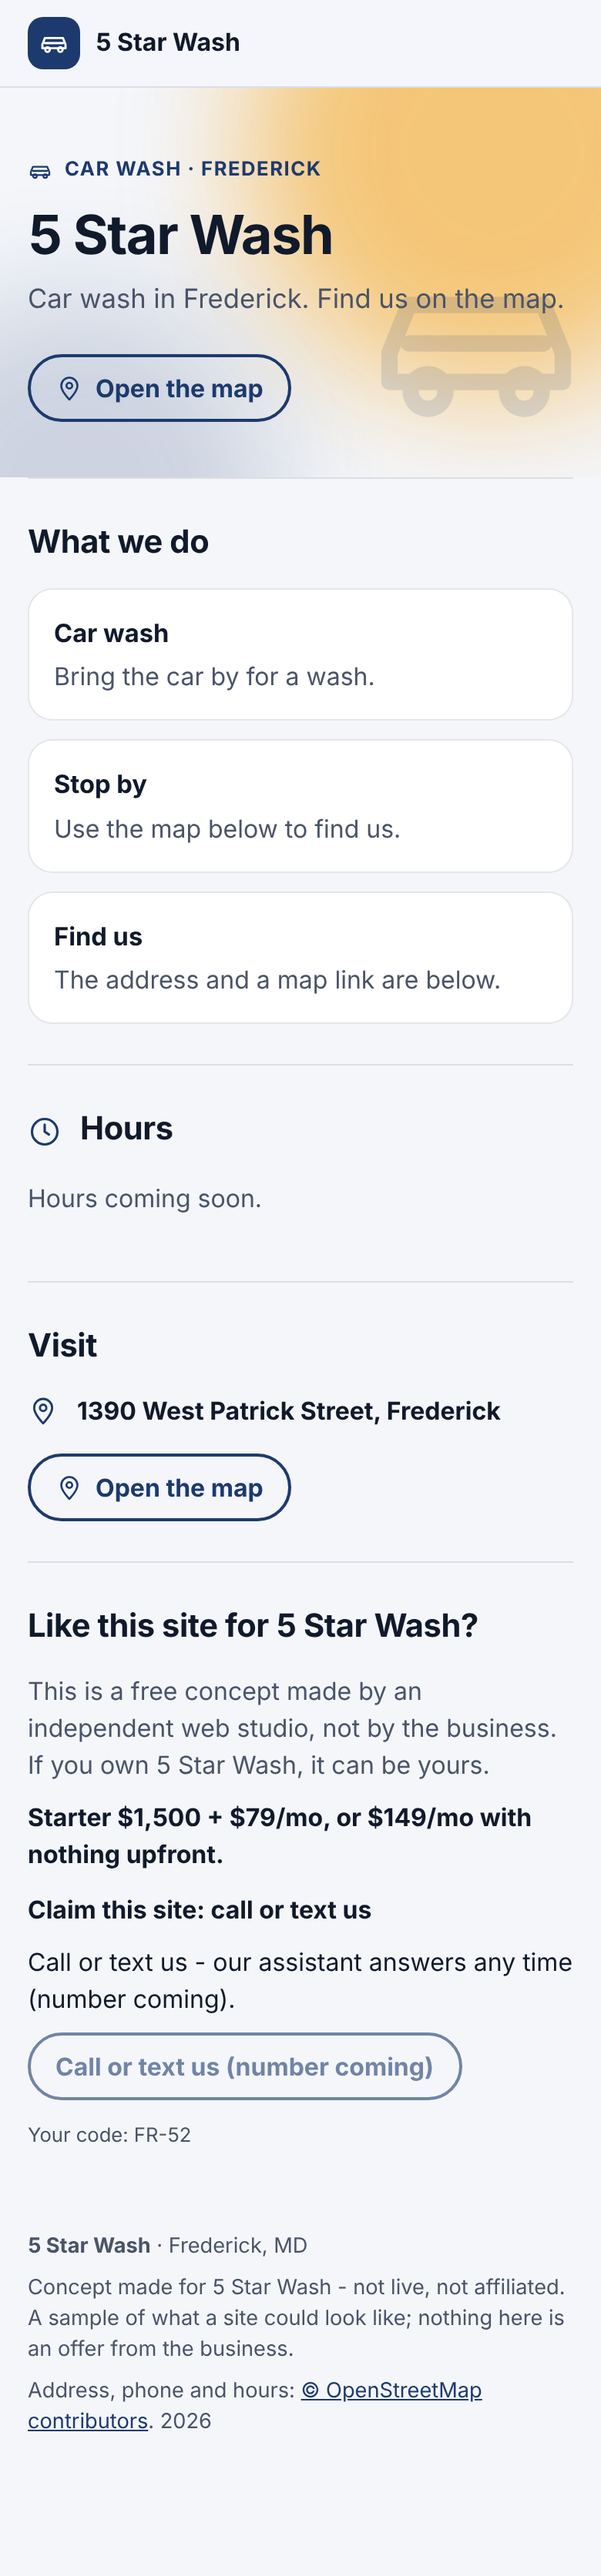 5 Star Wash
CAR WASH · FREDERICK
5 Star Wash
Car wash in Frederick. Find us on the map.
Open the map
What we do
Car wash
Bring the car by for a wash.
Stop by
Use the map below to find us.
Find us
The address and a map link are below.
Hours
Hours coming soon.
Visit
1390 West Patrick Street, Frederick
Open the map
Like this site for 5 Star Wash?
This is a free concept made by an
independent web studio, not by the business.
If you own 5 Star Wash, it can be yours.
Starter $1,500 + $79/mo, or $149/mo with
nothing upfront.
Claim this site: call or text us
Call or text us - our assistant answers any time
(number coming).
Call or text us (number coming)
Your code: FR-52
5 Star Wash · Frederick, MD
Concept made for 5 Star Wash - not live, not affiliated.
A sample of what a site could look like; nothing here is
an offer from the business.
Address, phone and hours: © OpenStreetMap
contributors. 2026